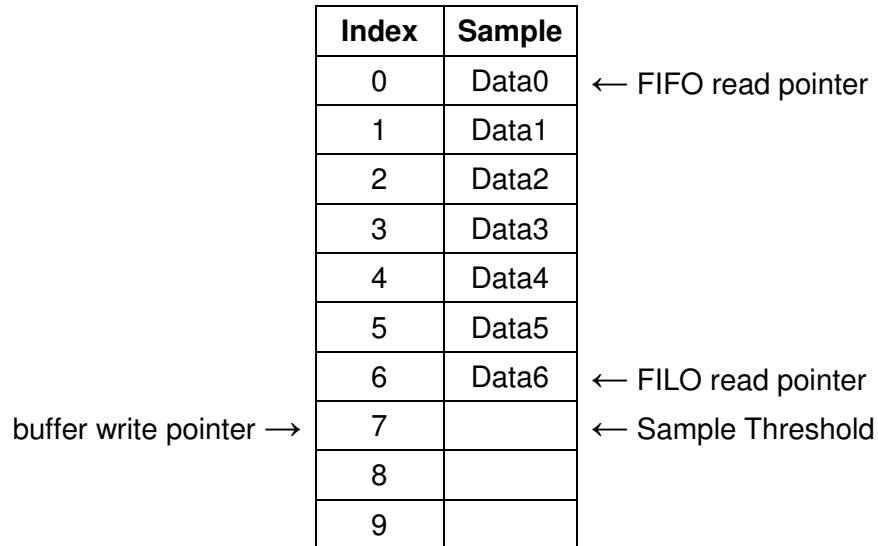 Index Sample
0 Data0 ← FIFO read pointer
1 Data1
2 Data2
3 Data3
4 Data4
5 Data5
6 Data6 ← FILO read pointer
buffer write pointer → 7 ← Sample Threshold
8
9